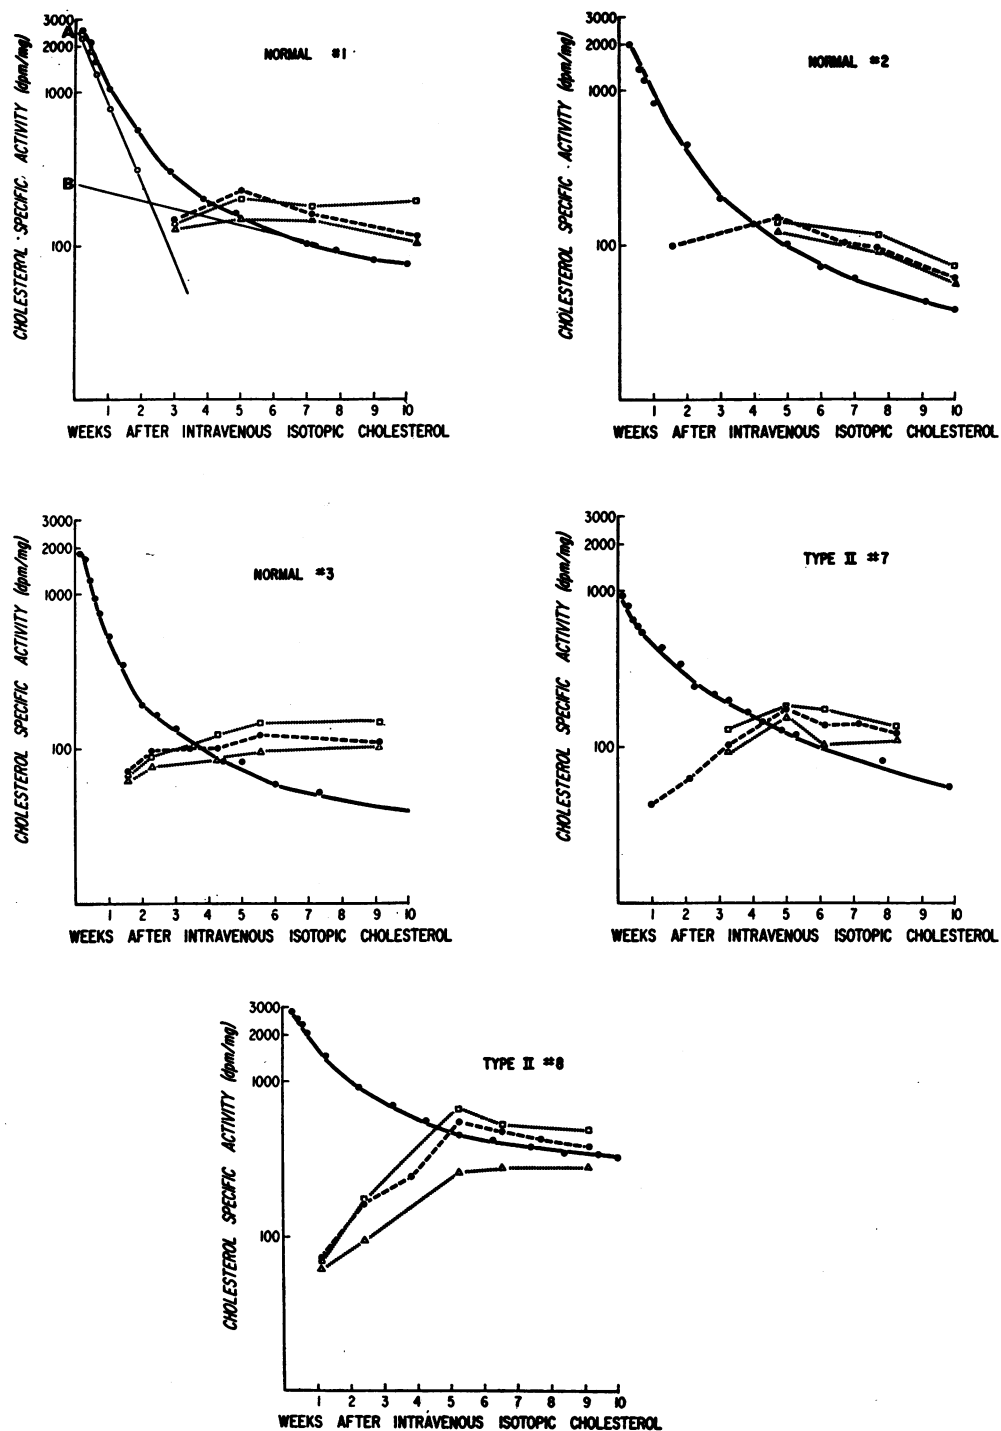 NORMAL #1
CHOLESTEROL SPECIFIC ACTIVITY (dpm/mg)
3000
A
2000
1000
B
100
1 2 3 4 5 6 7 8 9 10
WEEKS AFTER INTRAVENOUS ISOTOPIC CHOLESTEROL
NORMAL #2
CHOLESTEROL SPECIFIC ACTIVITY (dpm/mg)
3000
2000
1000
100
1 2 3 4 5 6 7 8 9 10
WEEKS AFTER INTRAVENOUS ISOTOPIC CHOLESTEROL
NORMAL #3
CHOLESTEROL SPECIFIC ACTIVITY (dpm/mg)
3000
2000
1000
100
1 2 3 4 5 6 7 8 9 10
WEEKS AFTER INTRAVENOUS ISOTOPIC CHOLESTEROL
TYPE II #7
CHOLESTEROL SPECIFIC ACTIVITY (dpm/mg)
3000
2000
1000
100
1 2 3 4 5 6 7 8 9 10
WEEKS AFTER INTRAVENOUS ISOTOPIC CHOLESTEROL
TYPE II #8
CHOLESTEROL SPECIFIC ACTIVITY (dpm/mg)
3000
2000
1000
100
1 2 3 4 5 6 7 8 9 10
WEEKS AFTER INTRAVENOUS ISOTOPIC CHOLESTEROL